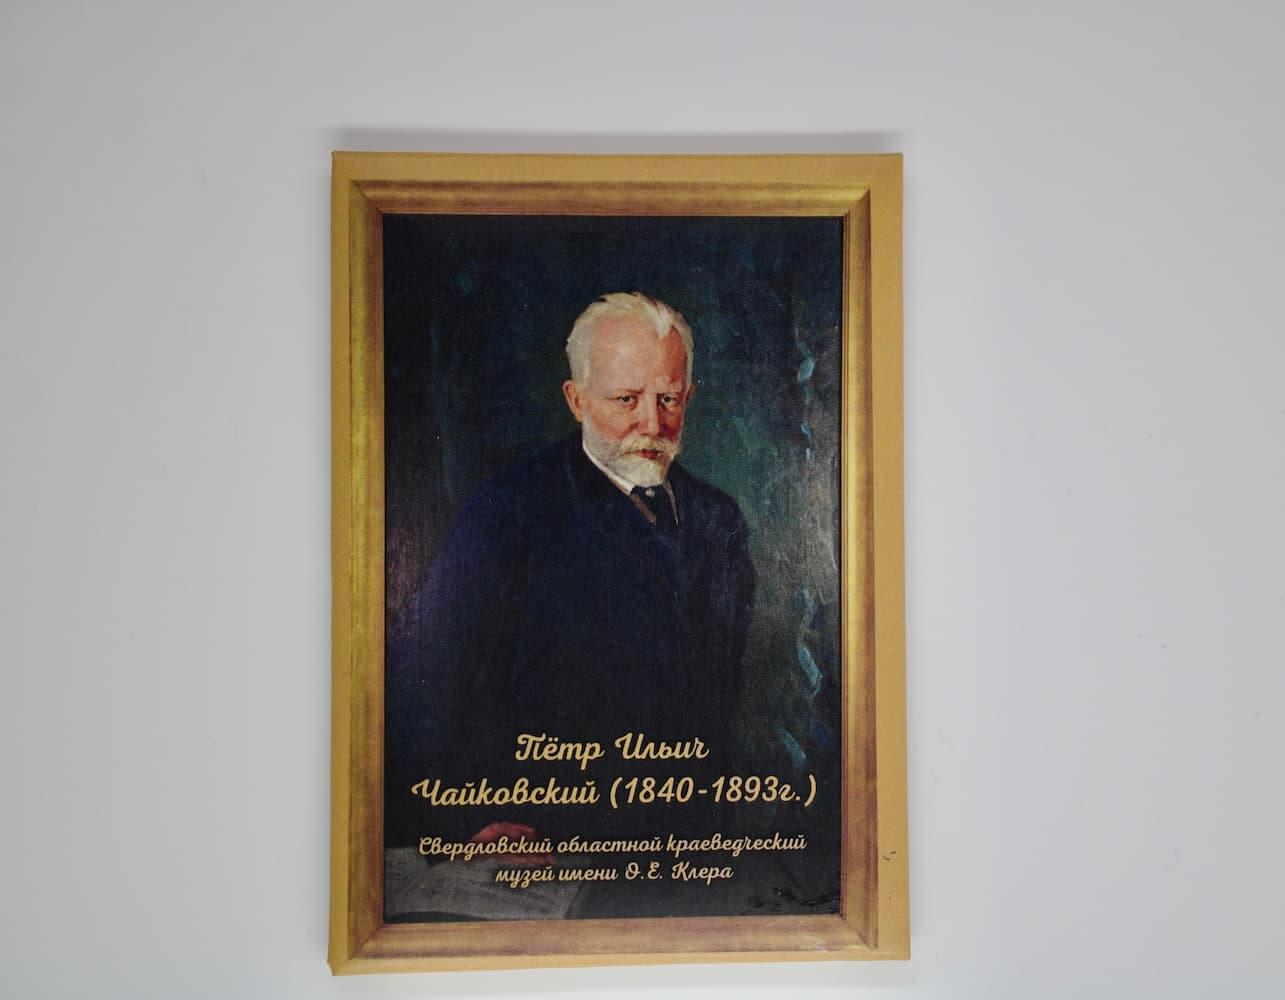 Пётр Ильич
Чайковский (1840-1893г.)
Свердловский областной краеведческий
музей имени О.Е. Клера